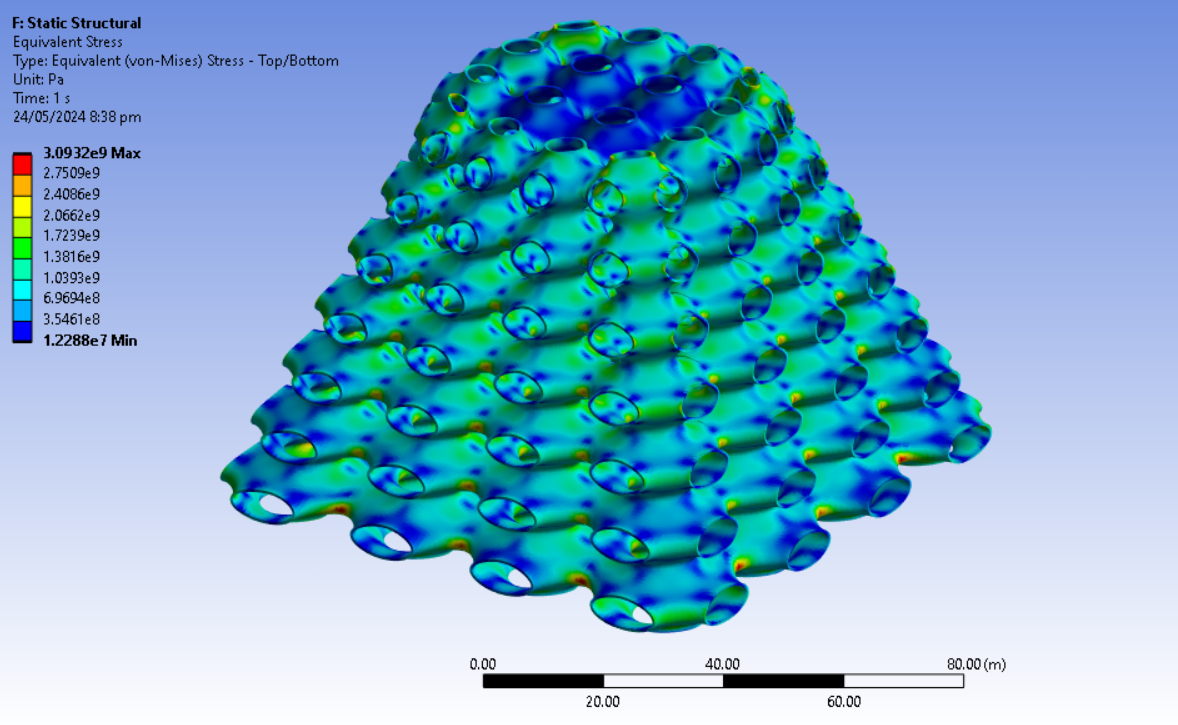 F: Static Structural
Equivalent Stress
Type: Equivalent (von-Mises) Stress - Top/Bottom
Unit: Pa
Time: 1 s
24/05/2024 8:38 pm
3.0932e9 Max
2.7509e9
2.4086e9
2.0662e9
1.7239e9
1.3816e9
1.0393e9
6.9694e8
3.5461e8
1.2288e7 Min
0.00 40.00 80.00 (m)
20.00 60.00